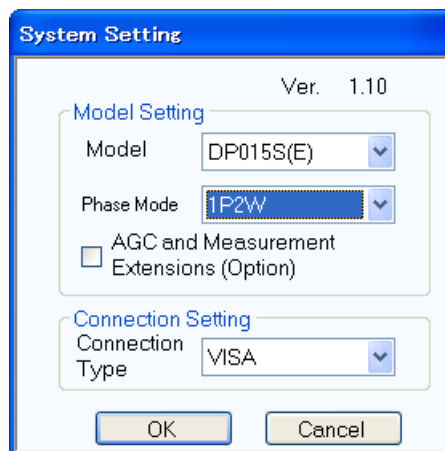 System Setting
Ver. 1.10
Model Setting
Model DP015S(E)
Phase Mode 1P2W
AGC and Measurement
Extensions (Option)
Connection Setting
Connection
Type VISA
OK Cancel